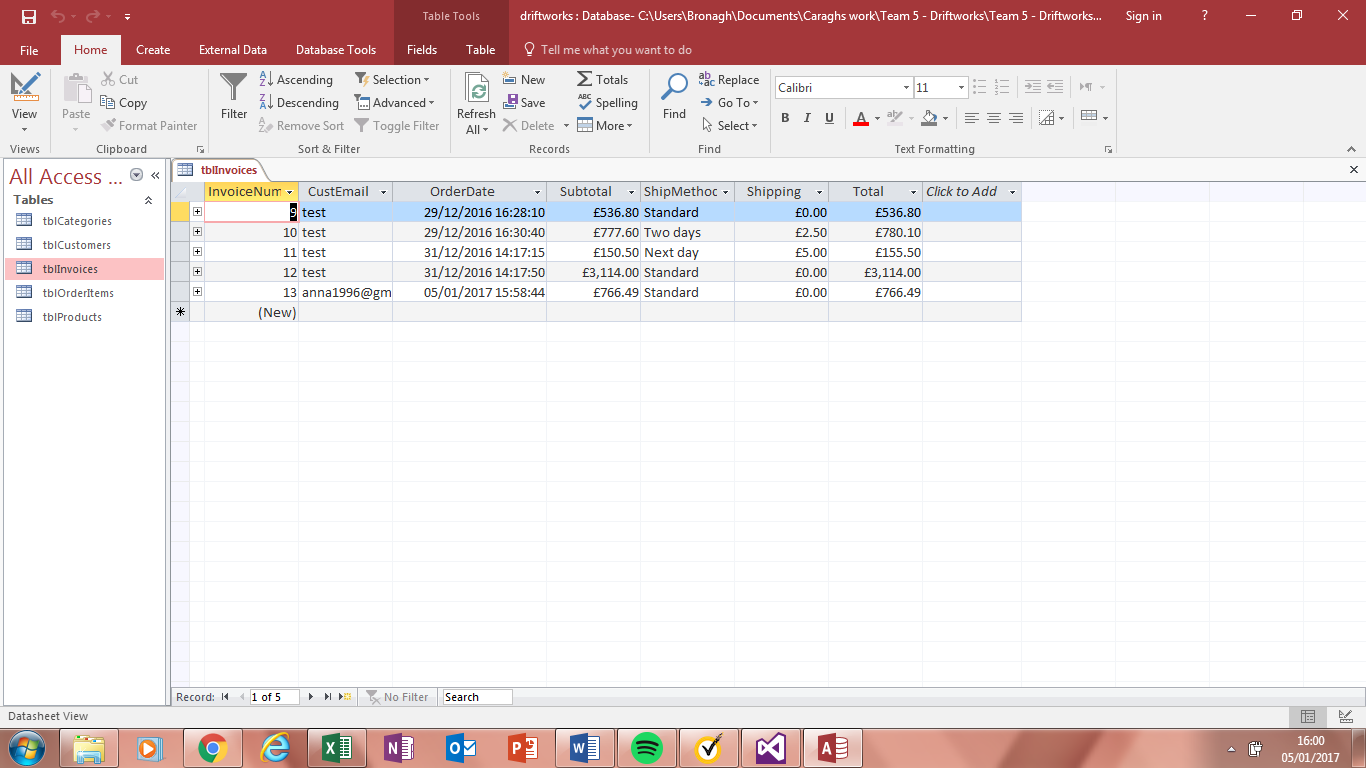 Table Tools
driftworks : Database- C:\Users\Bronagh\Documents\Caraghs work\Team 5 - Driftworks\Team 5 - Driftworks...
Sign in
?
File Home Create External Data Database Tools Fields Table Tell me what you want to do
View
Views
Paste
Cut
Copy
Format Painter
Clipboard
Filter
Ascending
Descending
Remove Sort
Selection
Advanced
Toggle Filter
Sort & Filter
Refresh
All
New
Save
Delete
Totals
Spelling
More
Records
Find
Replace
Go To
Select
Find
Calibri 11
B I U A
Text Formatting
All Access ...
Tables
tblCategories
tblCustomers
tblInvoices
tblOrderItems
tblProducts
tblInvoices
InvoiceNum CustEmail OrderDate Subtotal ShipMethod Shipping Total Click to Add
9 test 29/12/2016 16:28:10 £536.80 Standard £0.00 £536.80
10 test 29/12/2016 16:30:40 £777.60 Two days £2.50 £780.10
11 test 31/12/2016 14:17:15 £150.50 Next day £5.00 £155.50
12 test 31/12/2016 14:17:50 £3,114.00 Standard £0.00 £3,114.00
13 anna1996@gm 05/01/2017 15:58:44 £766.49 Standard £0.00 £766.49
(New)
Record: 1 of 5 No Filter Search
Datasheet View
16:00
05/01/2017